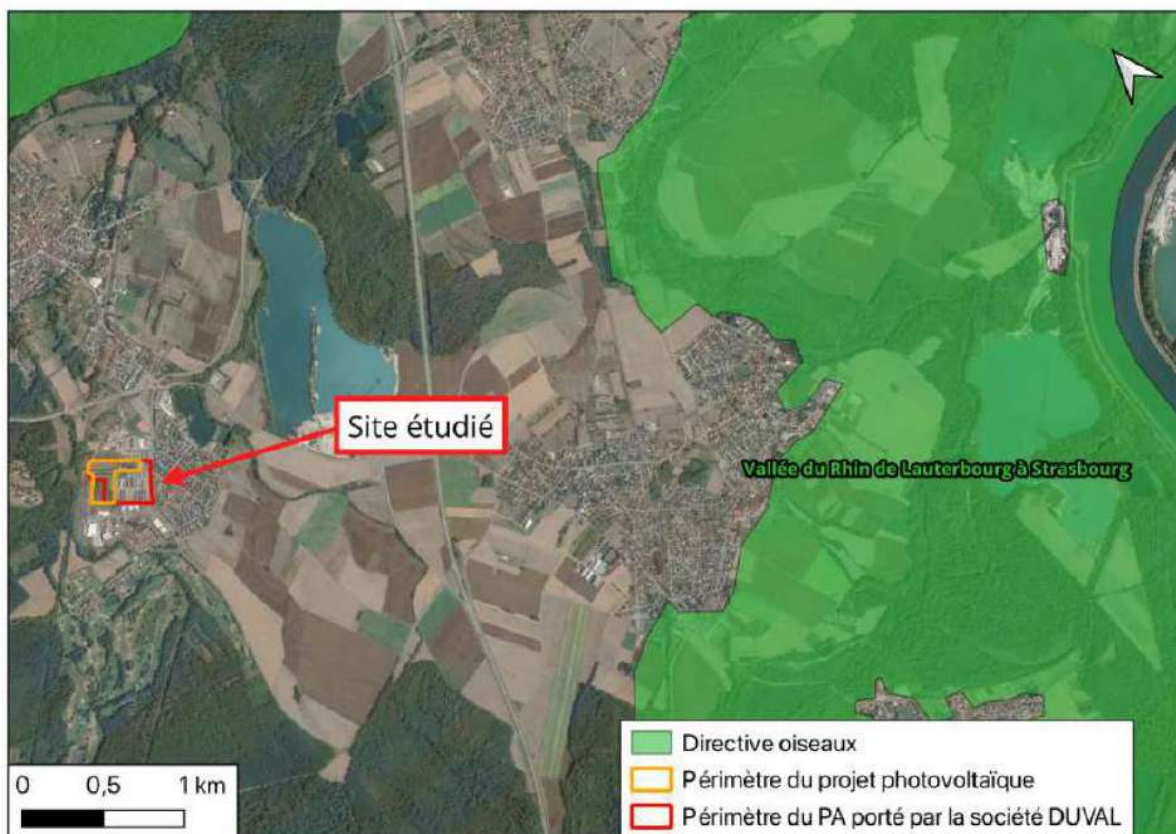 Site étudié
Vallée du Rhin de Lauterbourg à Strasbourg
Directive oiseaux
Périmètre du projet photovoltaïque
Périmètre du PA porté par la société DUVAL
0 0,5 1 km